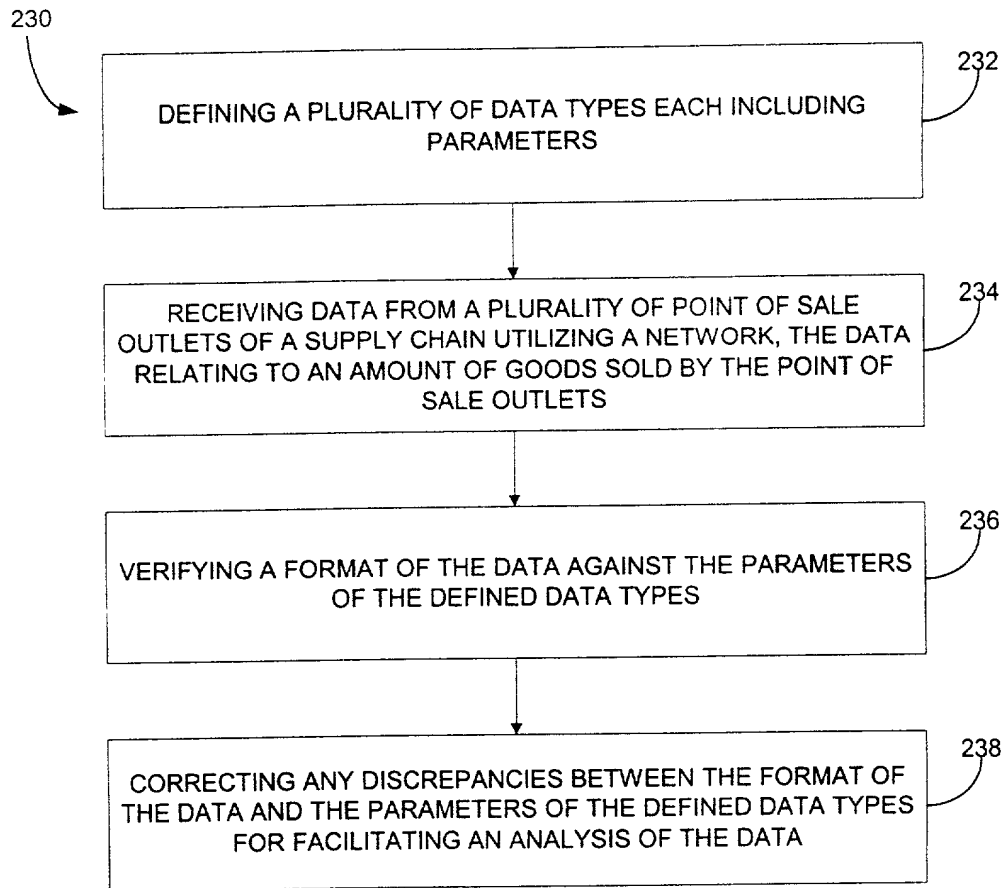 230
232
DEFINING A PLURALITY OF DATA TYPES EACH INCLUDING
PARAMETERS
234
RECEIVING DATA FROM A PLURALITY OF POINT OF SALE
OUTLETS OF A SUPPLY CHAIN UTILIZING A NETWORK, THE DATA
RELATING TO AN AMOUNT OF GOODS SOLD BY THE POINT OF
SALE OUTLETS
236
VERIFYING A FORMAT OF THE DATA AGAINST THE PARAMETERS
OF THE DEFINED DATA TYPES
238
CORRECTING ANY DISCREPANCIES BETWEEN THE FORMAT OF
THE DATA AND THE PARAMETERS OF THE DEFINED DATA TYPES
FOR FACILITATING AN ANALYSIS OF THE DATA